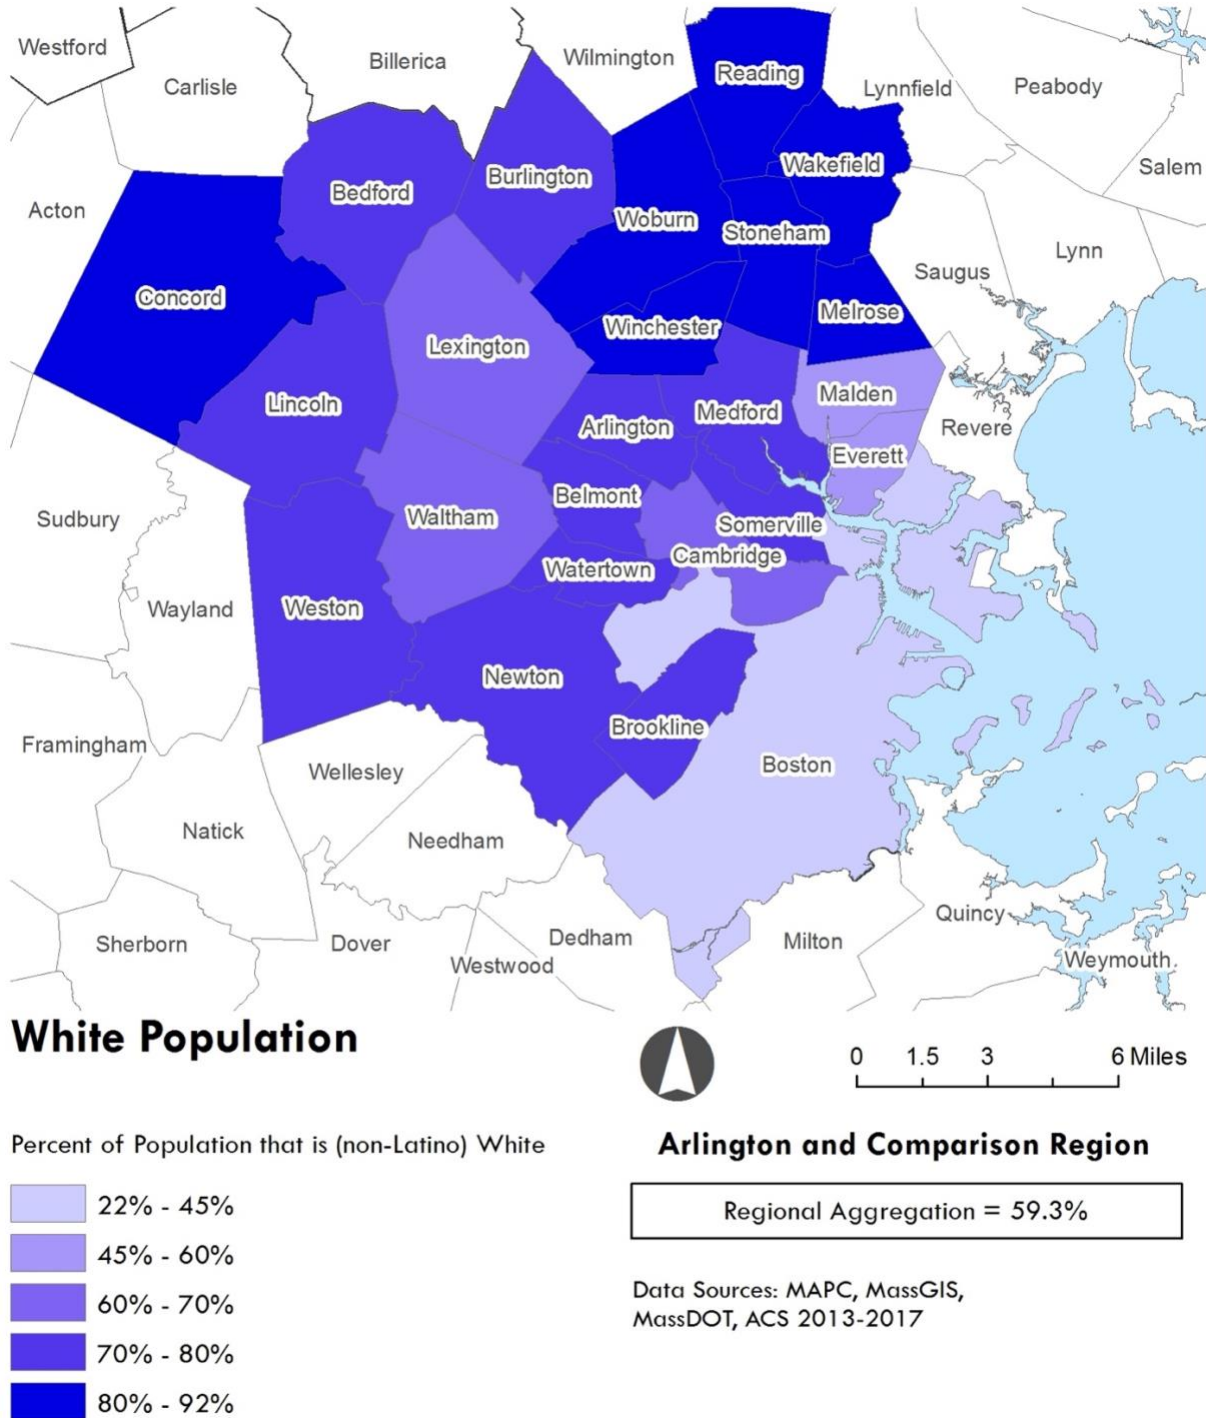 Westford
Carlisle
Billerica
Wilmington
Reading
Lynnfield
Peabody
Salem
Acton
Bedford
Burlington
Woburn
Wakefield
Stoneham
Concord
Saugus
Lynn
Winchester
Melrose
Lexington
Lincoln
Arlington
Medford
Malden
Revere
Everett
Sudbury
Waltham
Belmont
Somerville
Cambridge
Watertown
Wayland
Weston
Newton
Brookline
Boston
Framingham
Wellesley
Natick
Needham
Sherborn
Dover
Westwood
Dedham
Milton
Quincy
Weymouth
White Population
0 1.5 3 6 Miles
Percent of Population that is (non-Latino) White
22% - 45%
45% - 60%
60% - 70%
70% - 80%
80% - 92%
Arlington and Comparison Region
Regional Aggregation = 59.3%
Data Sources: MAPC, MassGIS,
MassDOT, ACS 2013-2017